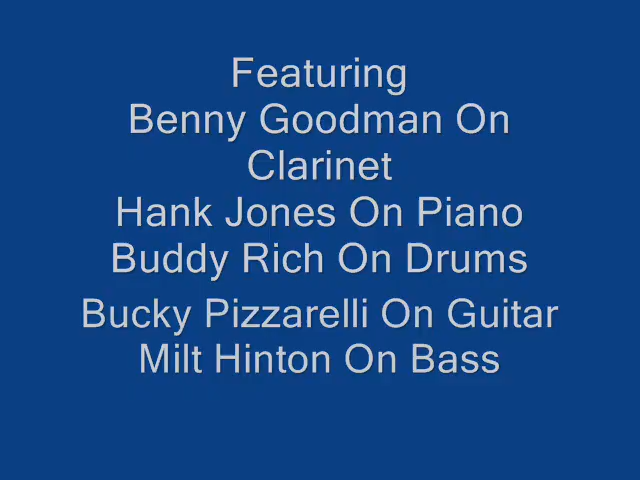 Featuring
Benny Goodman On
Clarinet
Hank Jones On Piano
Buddy Rich On Drums
Bucky Pizzarelli On Guitar
Milt Hinton On Bass